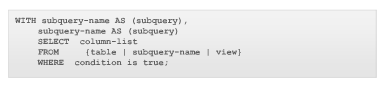 WITH subquery-name AS (subquery),
subquery-name AS (subquery)
SELECT column-list
FROM {table | subquery-name | view}
WHERE condition is true;